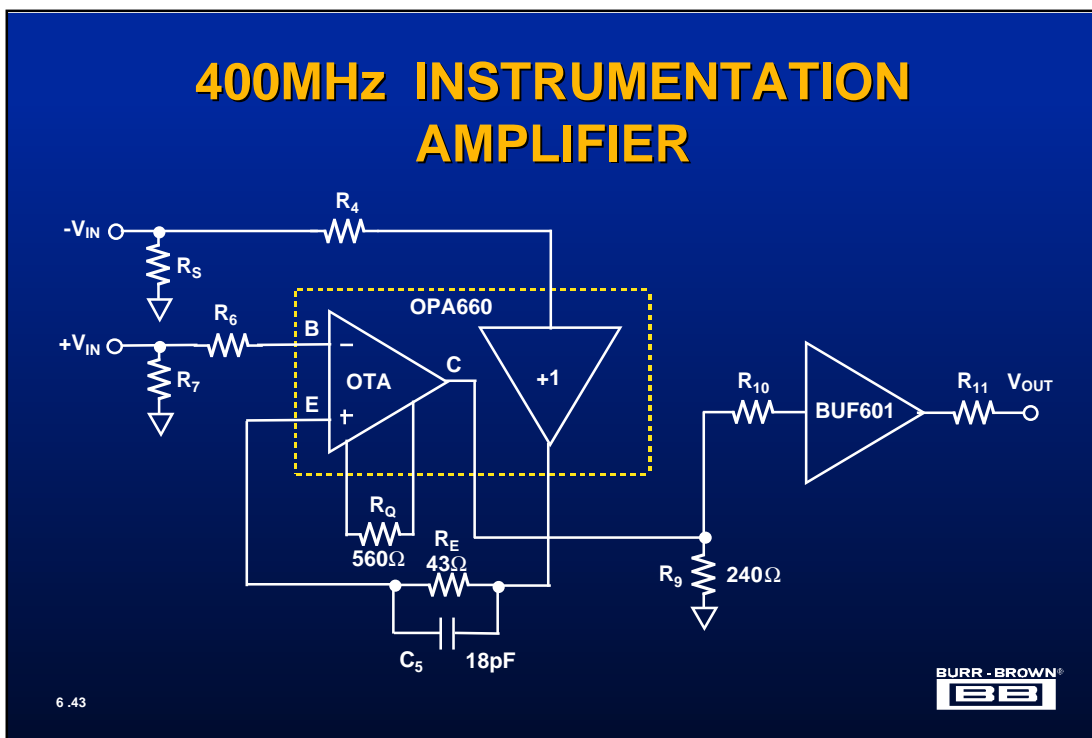 400MHz INSTRUMENTATION
AMPLIFIER
R4
-VIN
RS
OPA660
R6
+VIN
B
−
C
R7
OTA
+1
E
+
R10
BUF601
R11
VOUT
RQ
560Ω
RE
43Ω
R9
240Ω
C5
18pF
6 .43
BURR - BROWN®
BB